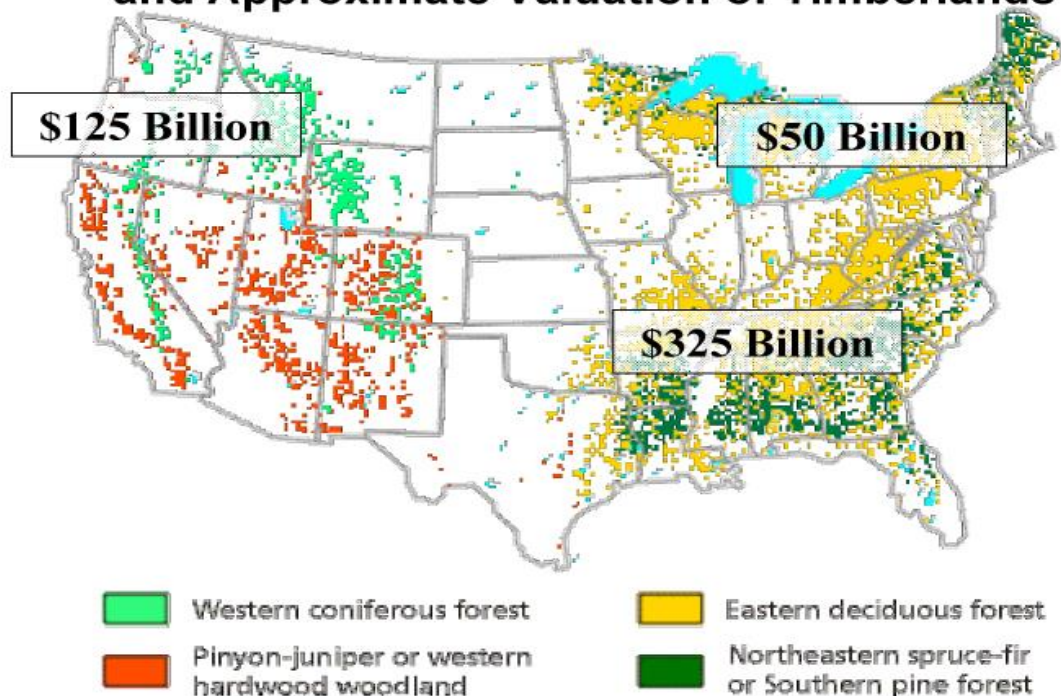 and Approximate Valuation of Timberlands
$125 Billion
$50 Billion
$325 Billion
Western coniferous forest
Eastern deciduous forest
Pinyon-juniper or western
hardwood woodland
Northeastern spruce-fir
or Southern pine forest